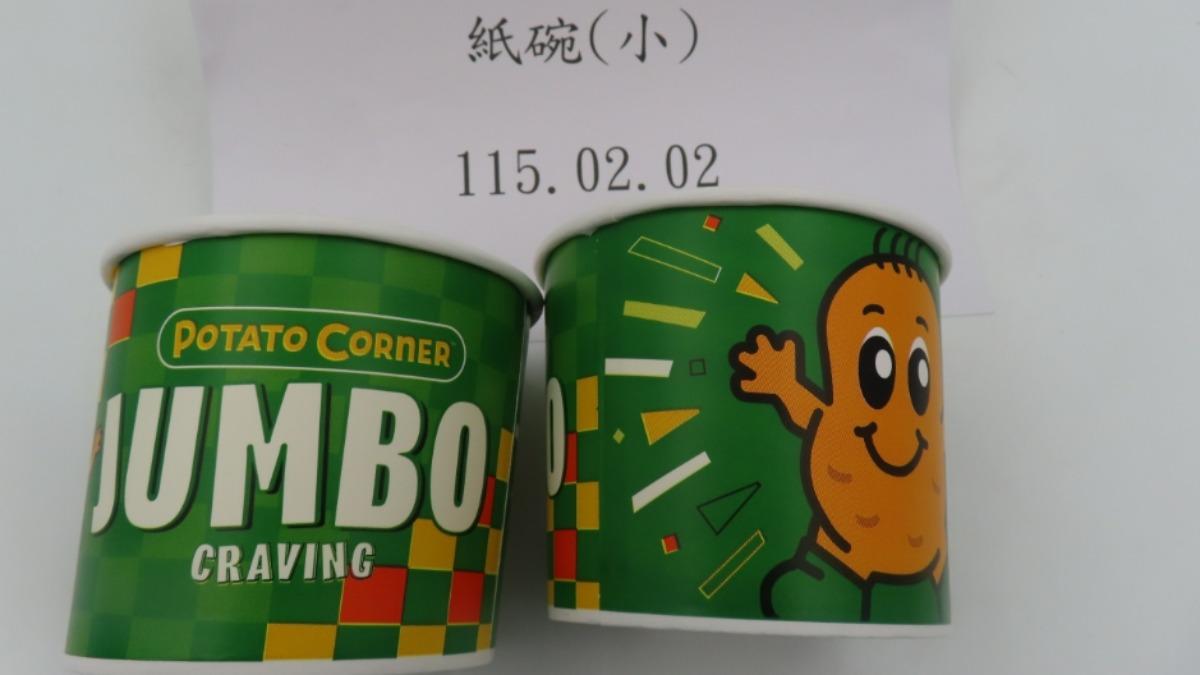 紙碗(小)
115.02.02
POTATO CORNER
JUMBO
CRAVING
O